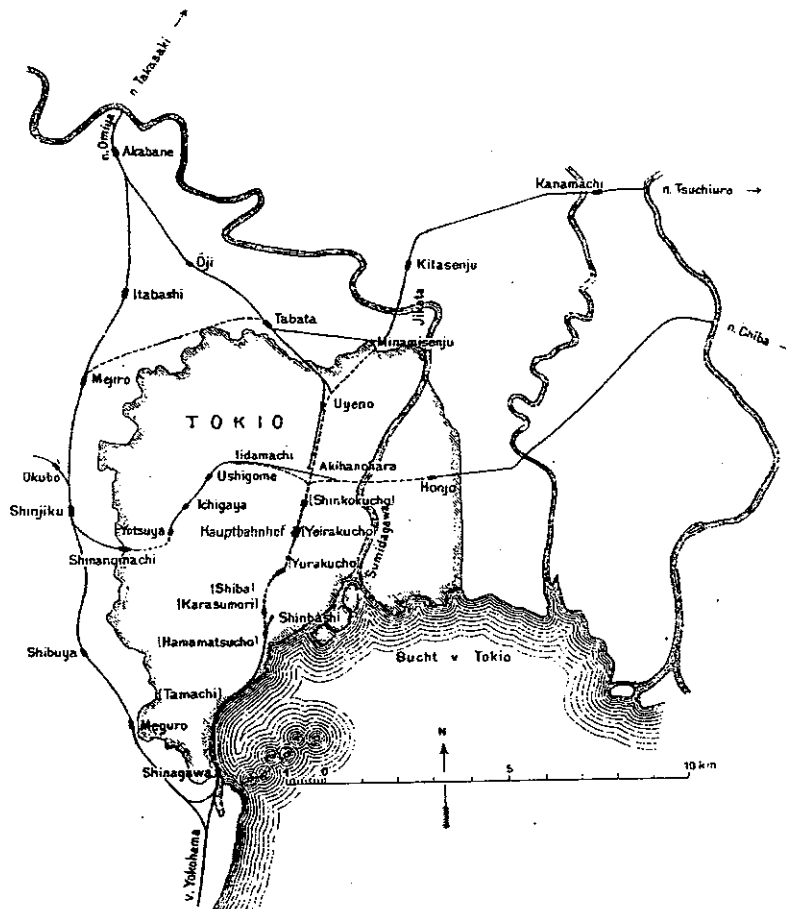 n. Takasaki
n. Omiya
Akabane
Kanamachi
n. Tsuchiura
Ōji
Kitasenju
Itabashi
Jikata
Tabata
n. Chiba
Minamisenju
Mejiro
Uyeno
TOKIO
Iidamachi
Akihanohara
Okubo
Ushigome
Honjo
Shinjiku
Ichigaya
(Shinkokucho)
Yotsuya
Hauptbahnhof
(Yeirakucho)
Sumidagawa
Shinanomachi
(Yurakucho)
(Shiba)
(Karasumori)
Shinbashi
Shibuya
(Hamamatsucho)
Bucht v Tokio
(Tamachi)
Meguro
N
Shinagawa
1 0 5 10 km
v. Yokohama